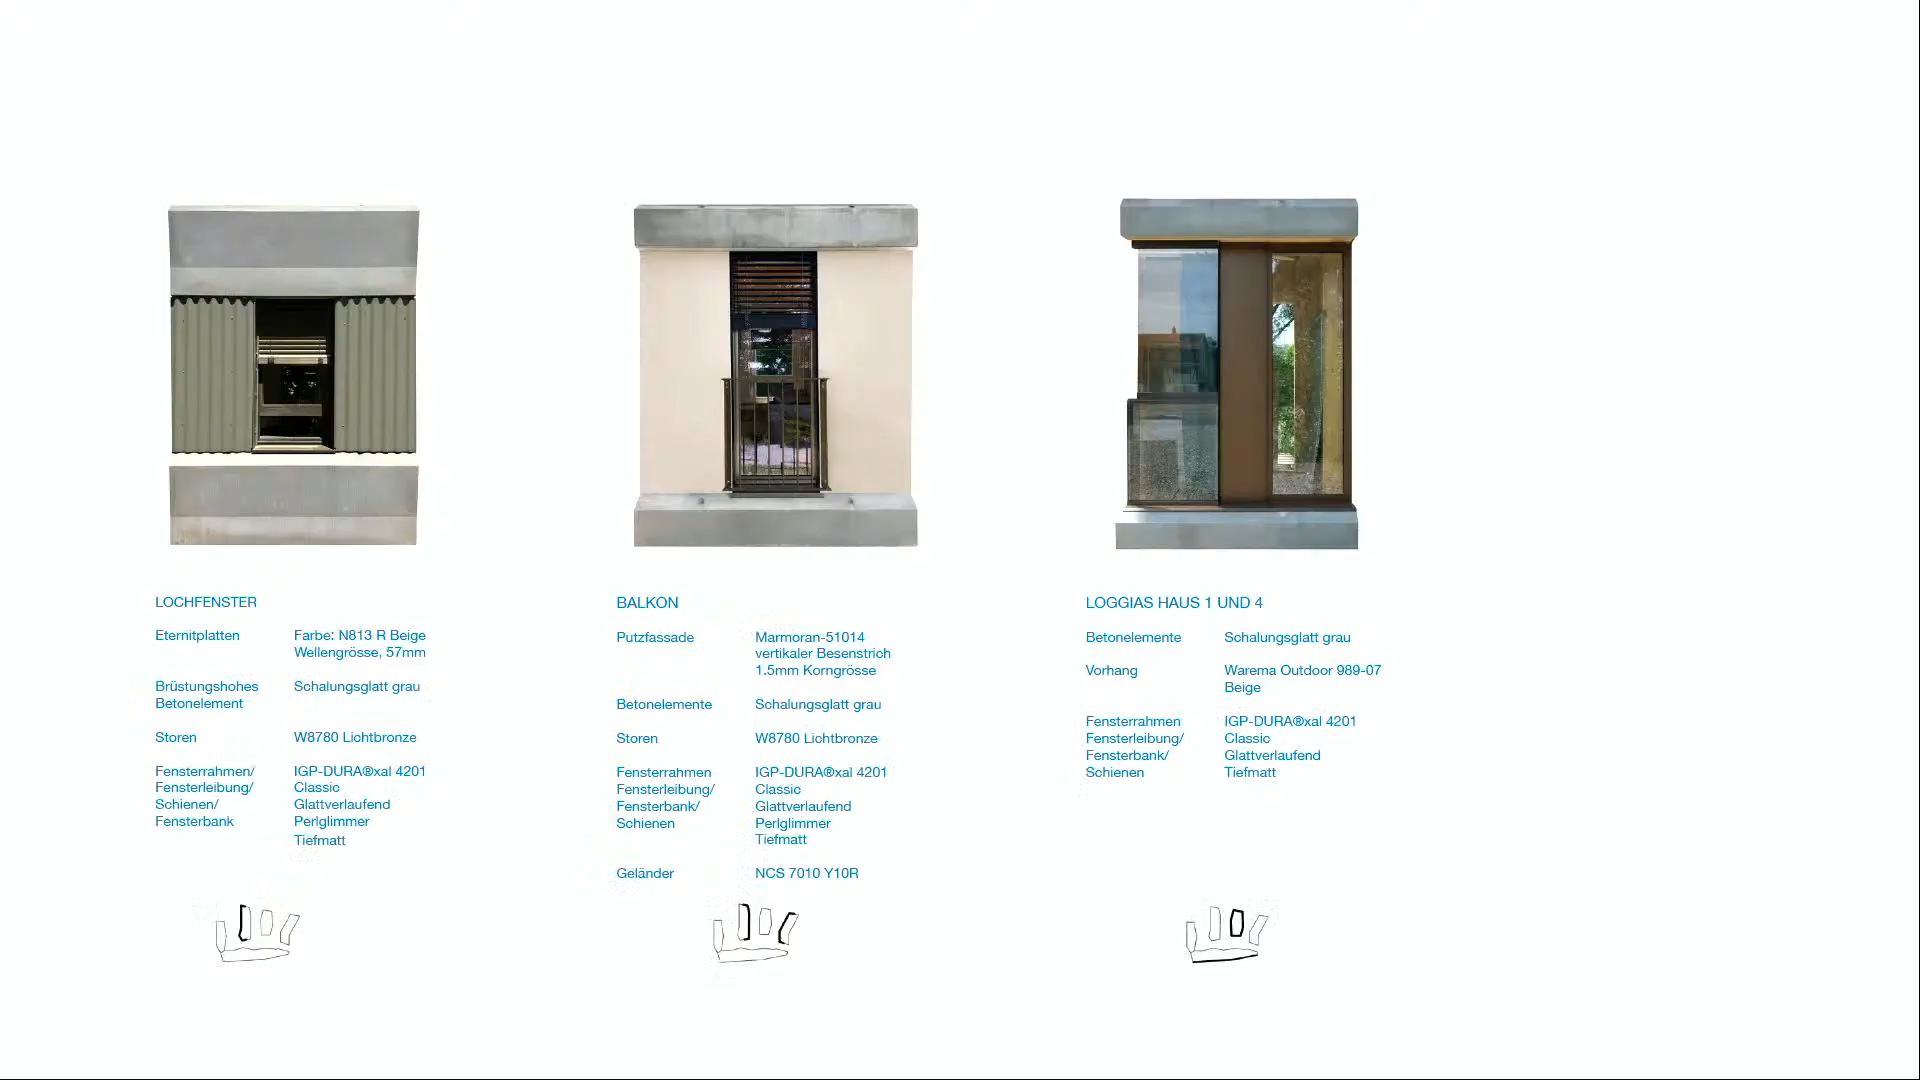 LOCHFENSTER
Eternitplatten Farbe: N813 R Beige
Wellengrösse, 57mm
Brüstungshohes Schalungsglatt grau
Betonelement
Storen W8780 Lichtbronze
Fensterrahmen/ IGP-DURA®xal 4201
Fensterleibung/ Classic
Schienen/ Glattverlaufend
Fensterbank Perlglimmer
Tiefmatt
BALKON
Putzfassade Marmoran-51014
vertikaler Besenstrich
1.5mm Korngrösse
Betonelemente Schalungsglatt grau
Storen W8780 Lichtbronze
Fensterrahmen IGP-DURA®xal 4201
Fensterleibung/ Classic
Fensterbank/ Glattverlaufend
Schienen Perlglimmer
Tiefmatt
Geländer NCS 7010 Y10R
LOGGIAS HAUS 1 UND 4
Betonelemente Schalungsglatt grau
Vorhang Warema Outdoor 989-07
Beige
Fensterrahmen IGP-DURA®xal 4201
Fensterleibung/ Classic
Fensterbank/ Glattverlaufend
Schienen Tiefmatt